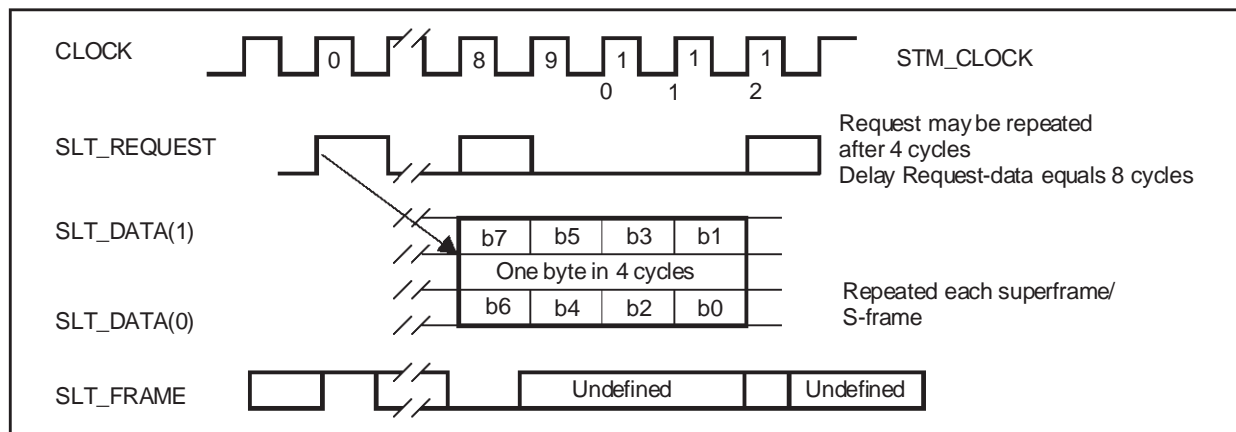 CLOCK 0 8 9 1 1 1 STM_CLOCK
0 1 2
SLT_REQUEST
Request may be repeated
after 4 cycles
Delay Request-data equals 8 cycles
SLT_DATA(1)
b7 b5 b3 b1
One byte in 4 cycles
b6 b4 b2 b0
SLT_DATA(0)
Repeated each superframe/
S-frame
SLT_FRAME Undefined Undefined